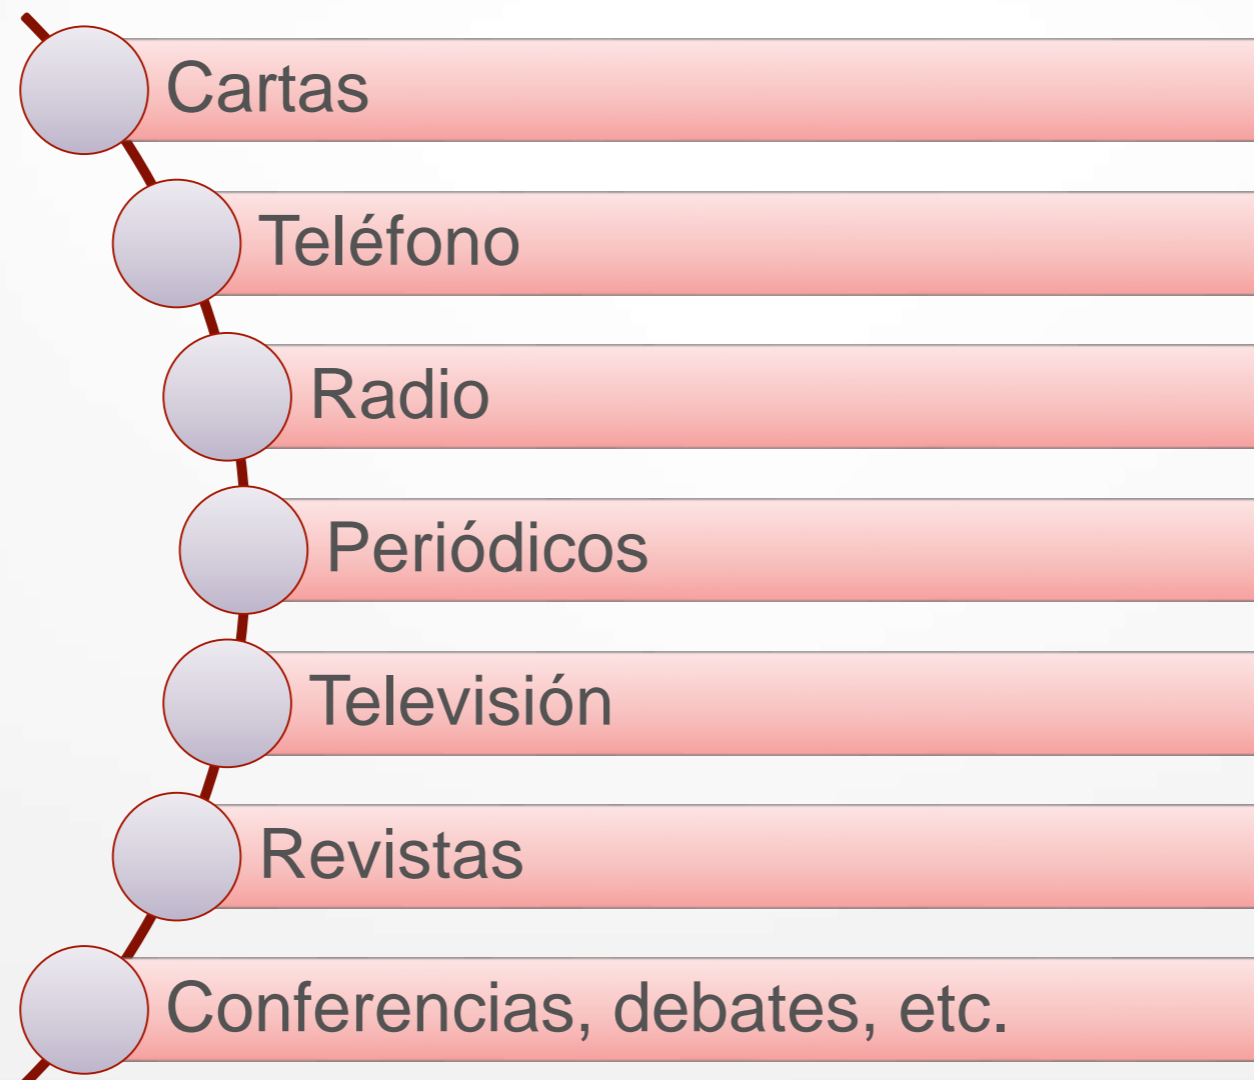 Cartas
Teléfono
Radio
Periódicos
Televisión
Revistas
Conferencias, debates, etc.